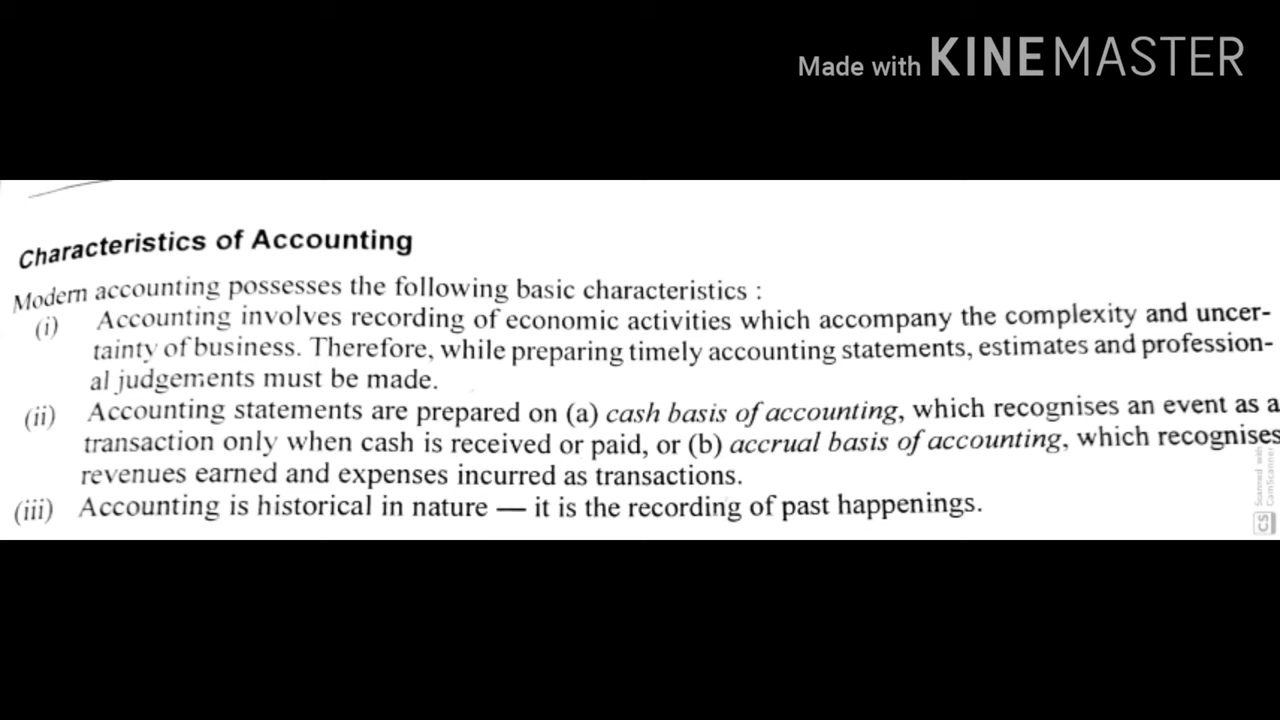 Made with KINEMASTER
Characteristics of Accounting
Modern accounting possesses the following basic characteristics :
(i) Accounting involves recording of economic activities which accompany the complexity and uncer-
tainty of business. Therefore, while preparing timely accounting statements, estimates and profession-
al judgements must be made.
(ii) Accounting statements are prepared on (a) cash basis of accounting, which recognises an event as a
transaction only when cash is received or paid, or (b) accrual basis of accounting, which recognises
revenues earned and expenses incurred as transactions.
(iii) Accounting is historical in nature — it is the recording of past happenings.
CS
Scanned with
CamScanner